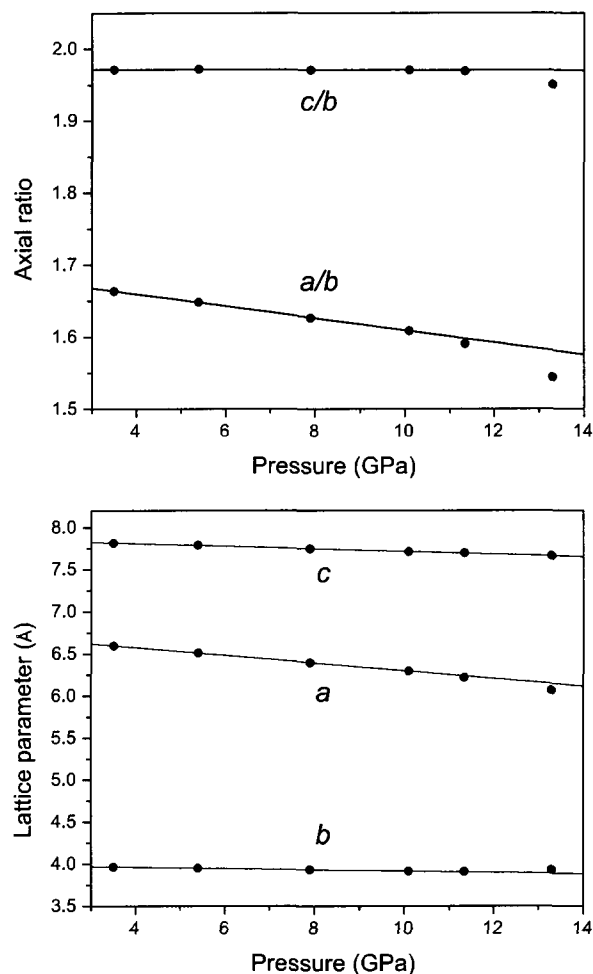 2.0
c/b
1.9
1.8
Axial ratio
1.7
a/b
1.6
1.5
4 6 8 10 12 14
Pressure (GPa)
8.0
7.5
c
7.0
6.5
6.0
a
5.5
Lattice parameter (Å)
5.0
4.5
b
4.0
3.5
4 6 8 10 12 14
Pressure (GPa)